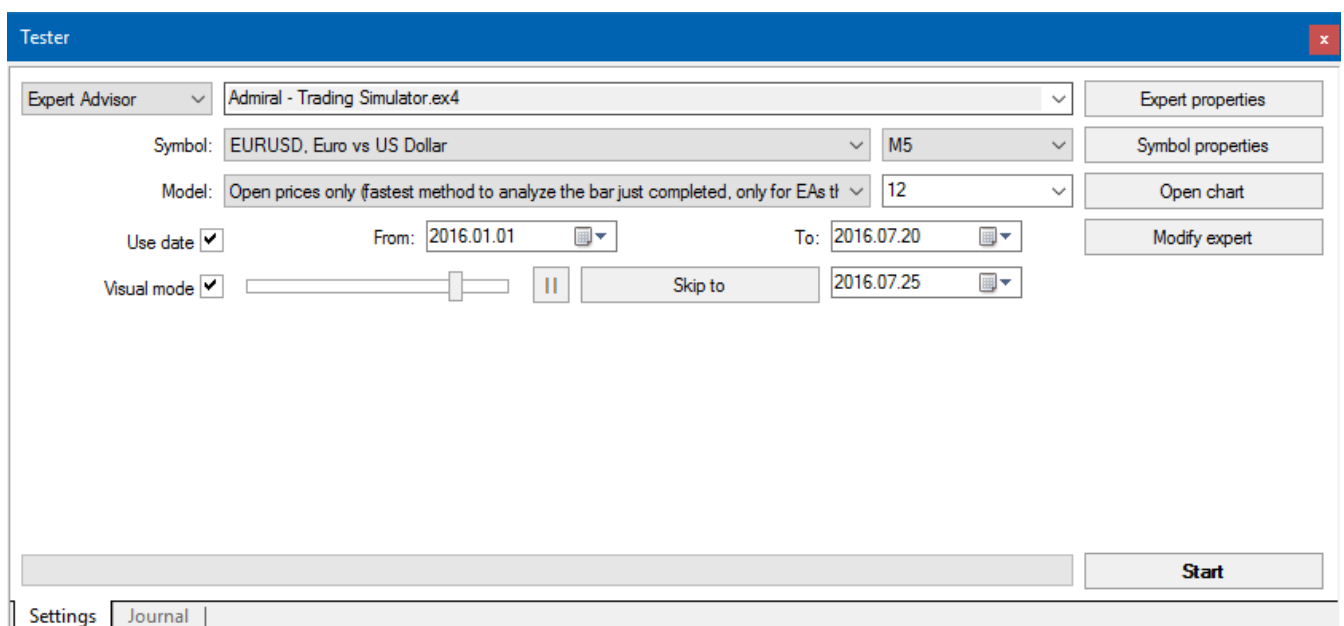 Tester
x
Expert Advisor Admiral - Trading Simulator.ex4 Expert properties
Symbol: EURUSD, Euro vs US Dollar M5 Symbol properties
Model: Open prices only (fastest method to analyze the bar just completed, only for EAs th 12 Open chart
Use date From: 2016.01.01 To: 2016.07.20 Modify expert
Visual mode Skip to 2016.07.25
Start
Settings Journal